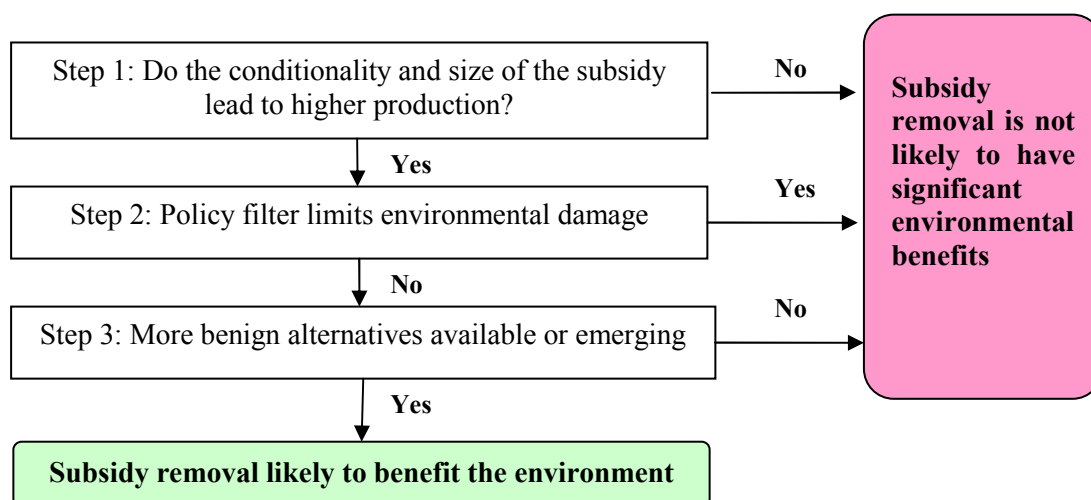 Step 1: Do the conditionality and size of the subsidy
lead to higher production?
No
Yes
Step 2: Policy filter limits environmental damage
Yes
No
Step 3: More benign alternatives available or emerging
No
Yes
Subsidy removal likely to benefit the environment
Subsidy
removal is not
likely to have
significant
environmental
benefits